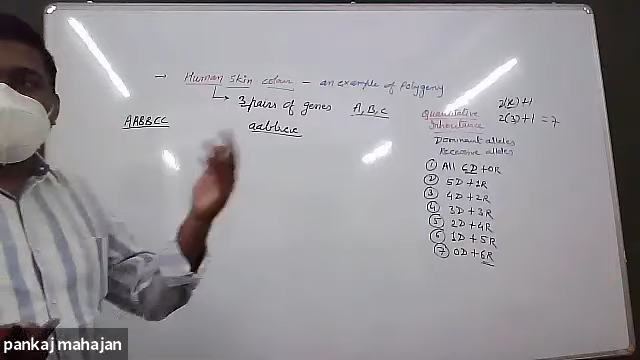 → Human skin colour - an example of Polygeny
↳ 3 pairs of genes A, B, C
AABBCC aabbcc
Quantitative Inheritance
2(n)+1
2(3)+1 = 7
Dominant alleles
Recessive alleles
① All 6D + 0R
② 5D + 1R
③ 4D + 2R
④ 3D + 3R
⑤ 2D + 4R
⑥ 1D + 5R
⑦ 0D + 6R
pankaj mahajan